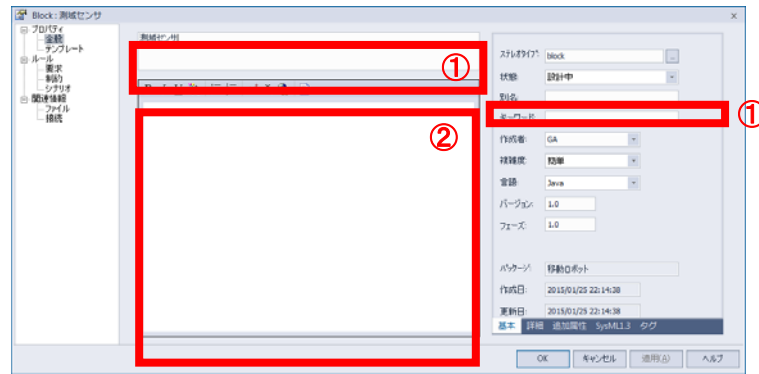 Block : 測域センサ
プロパティ
全般
テンプレート
ルール
要求
制約
シナリオ
関連情報
ファイル
接続
測域センサ
①
②
ステレオタイプ: block
状態: 設計中
別名:
キーワード:
①
作成者: GA
複雑度: 簡単
言語: Java
バージョン: 1.0
フェーズ: 1.0
パッケージ: 移動ロボット
作成日: 2015/01/25 22:14:38
更新日: 2015/01/25 22:14:38
基本 詳細 追加属性 SysML1.3 タグ
OK キャンセル 適用(A) ヘルプ